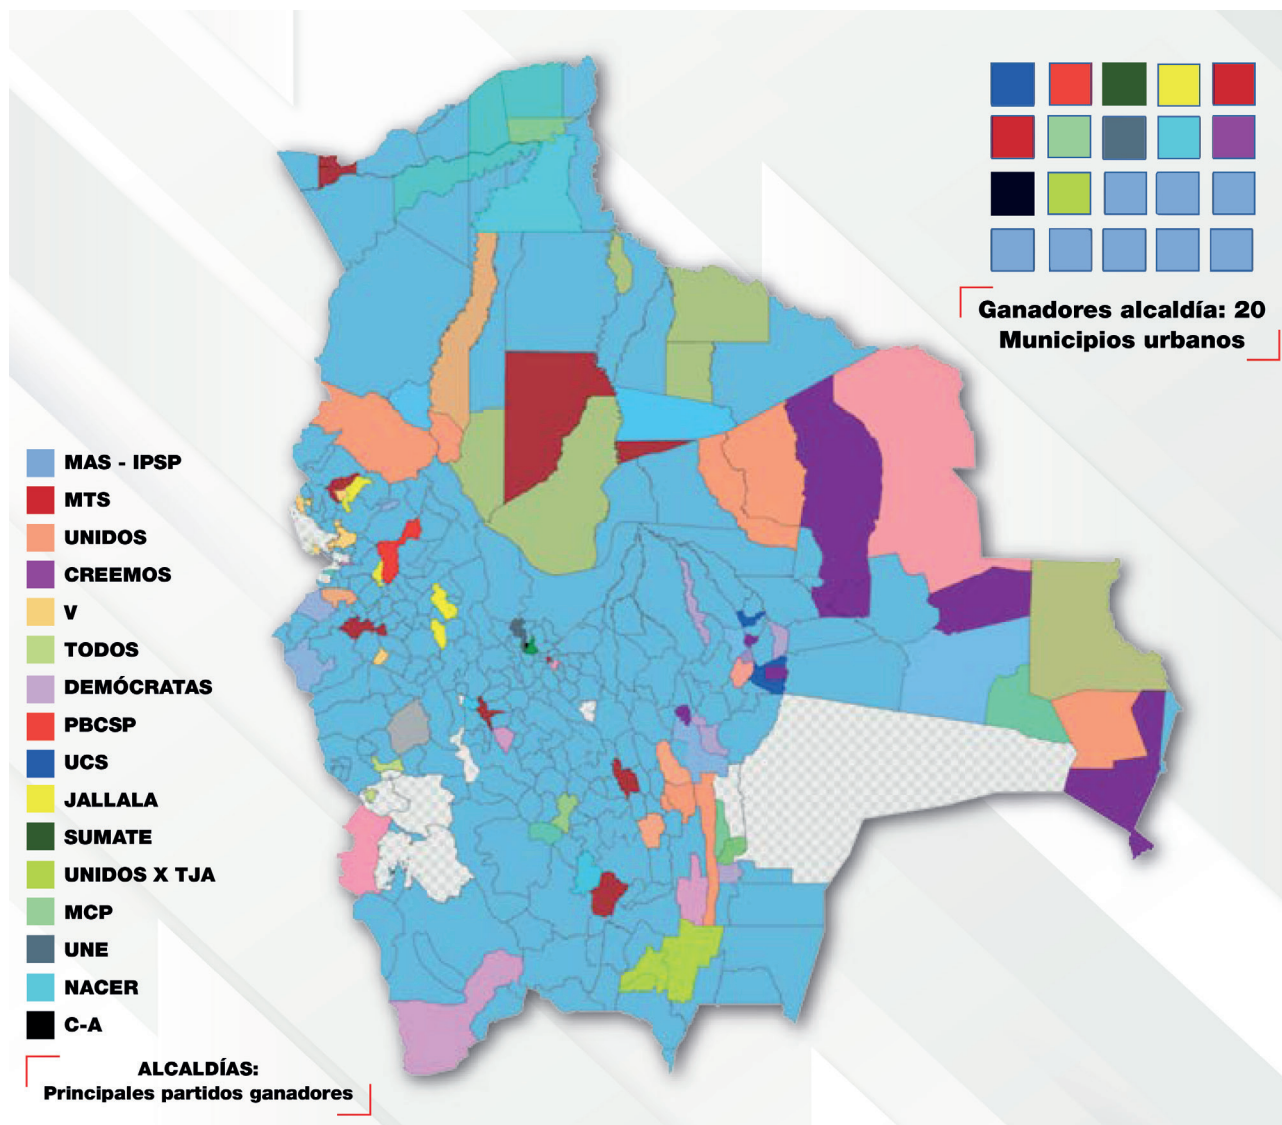 Ganadores alcaldía: 20
Municipios urbanos
MAS - IPSP
MTS
UNIDOS
CREEMOS
V
TODOS
DEMÓCRATAS
PBCSP
UCS
JALLALA
SUMATE
UNIDOS X TJA
MCP
UNE
NACER
C-A
ALCALDÍAS:
Principales partidos ganadores